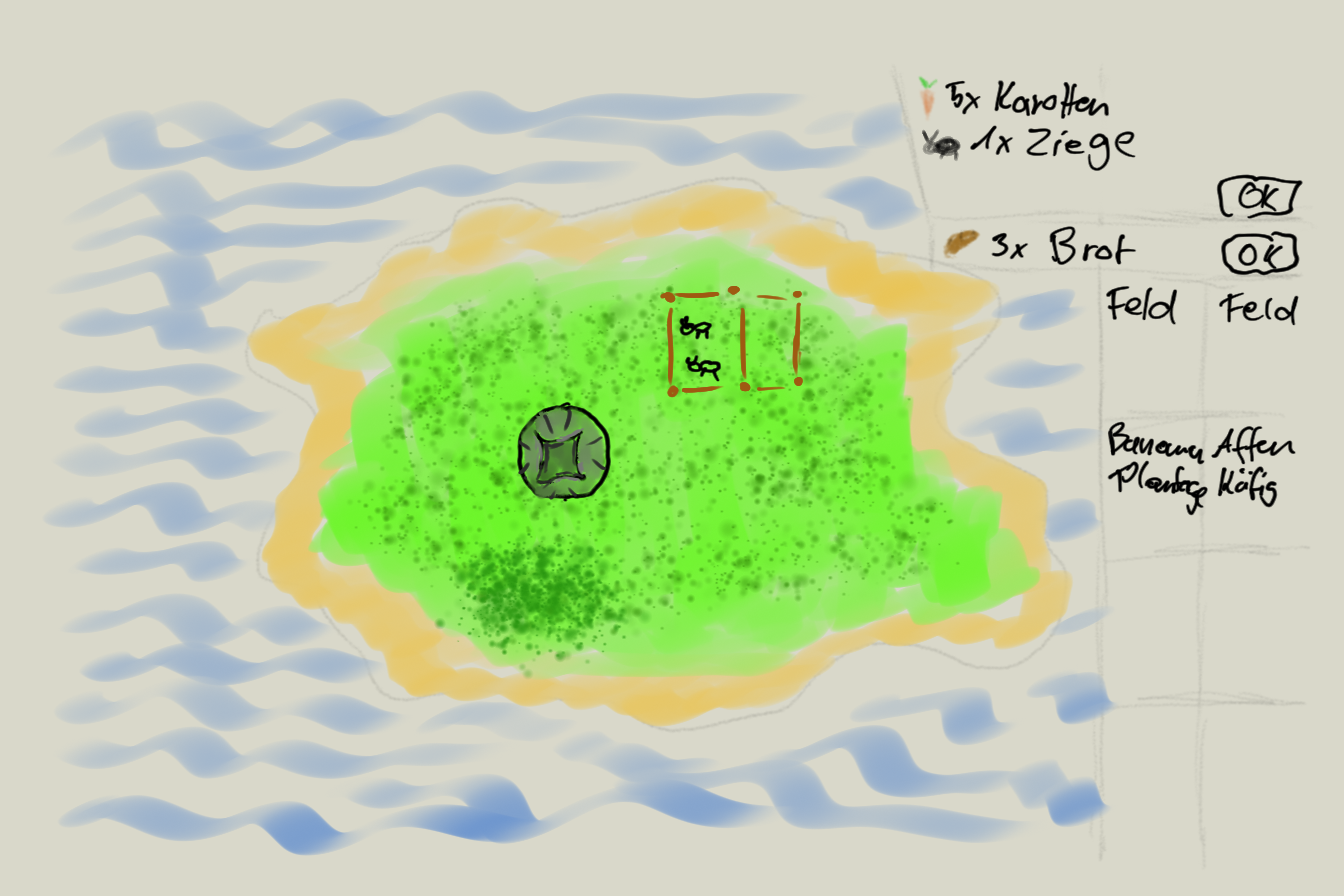 5x Karotten
1x Ziege
OK
3x Brot OK
Feld Feld
Banana Affen
Plantage Käfig